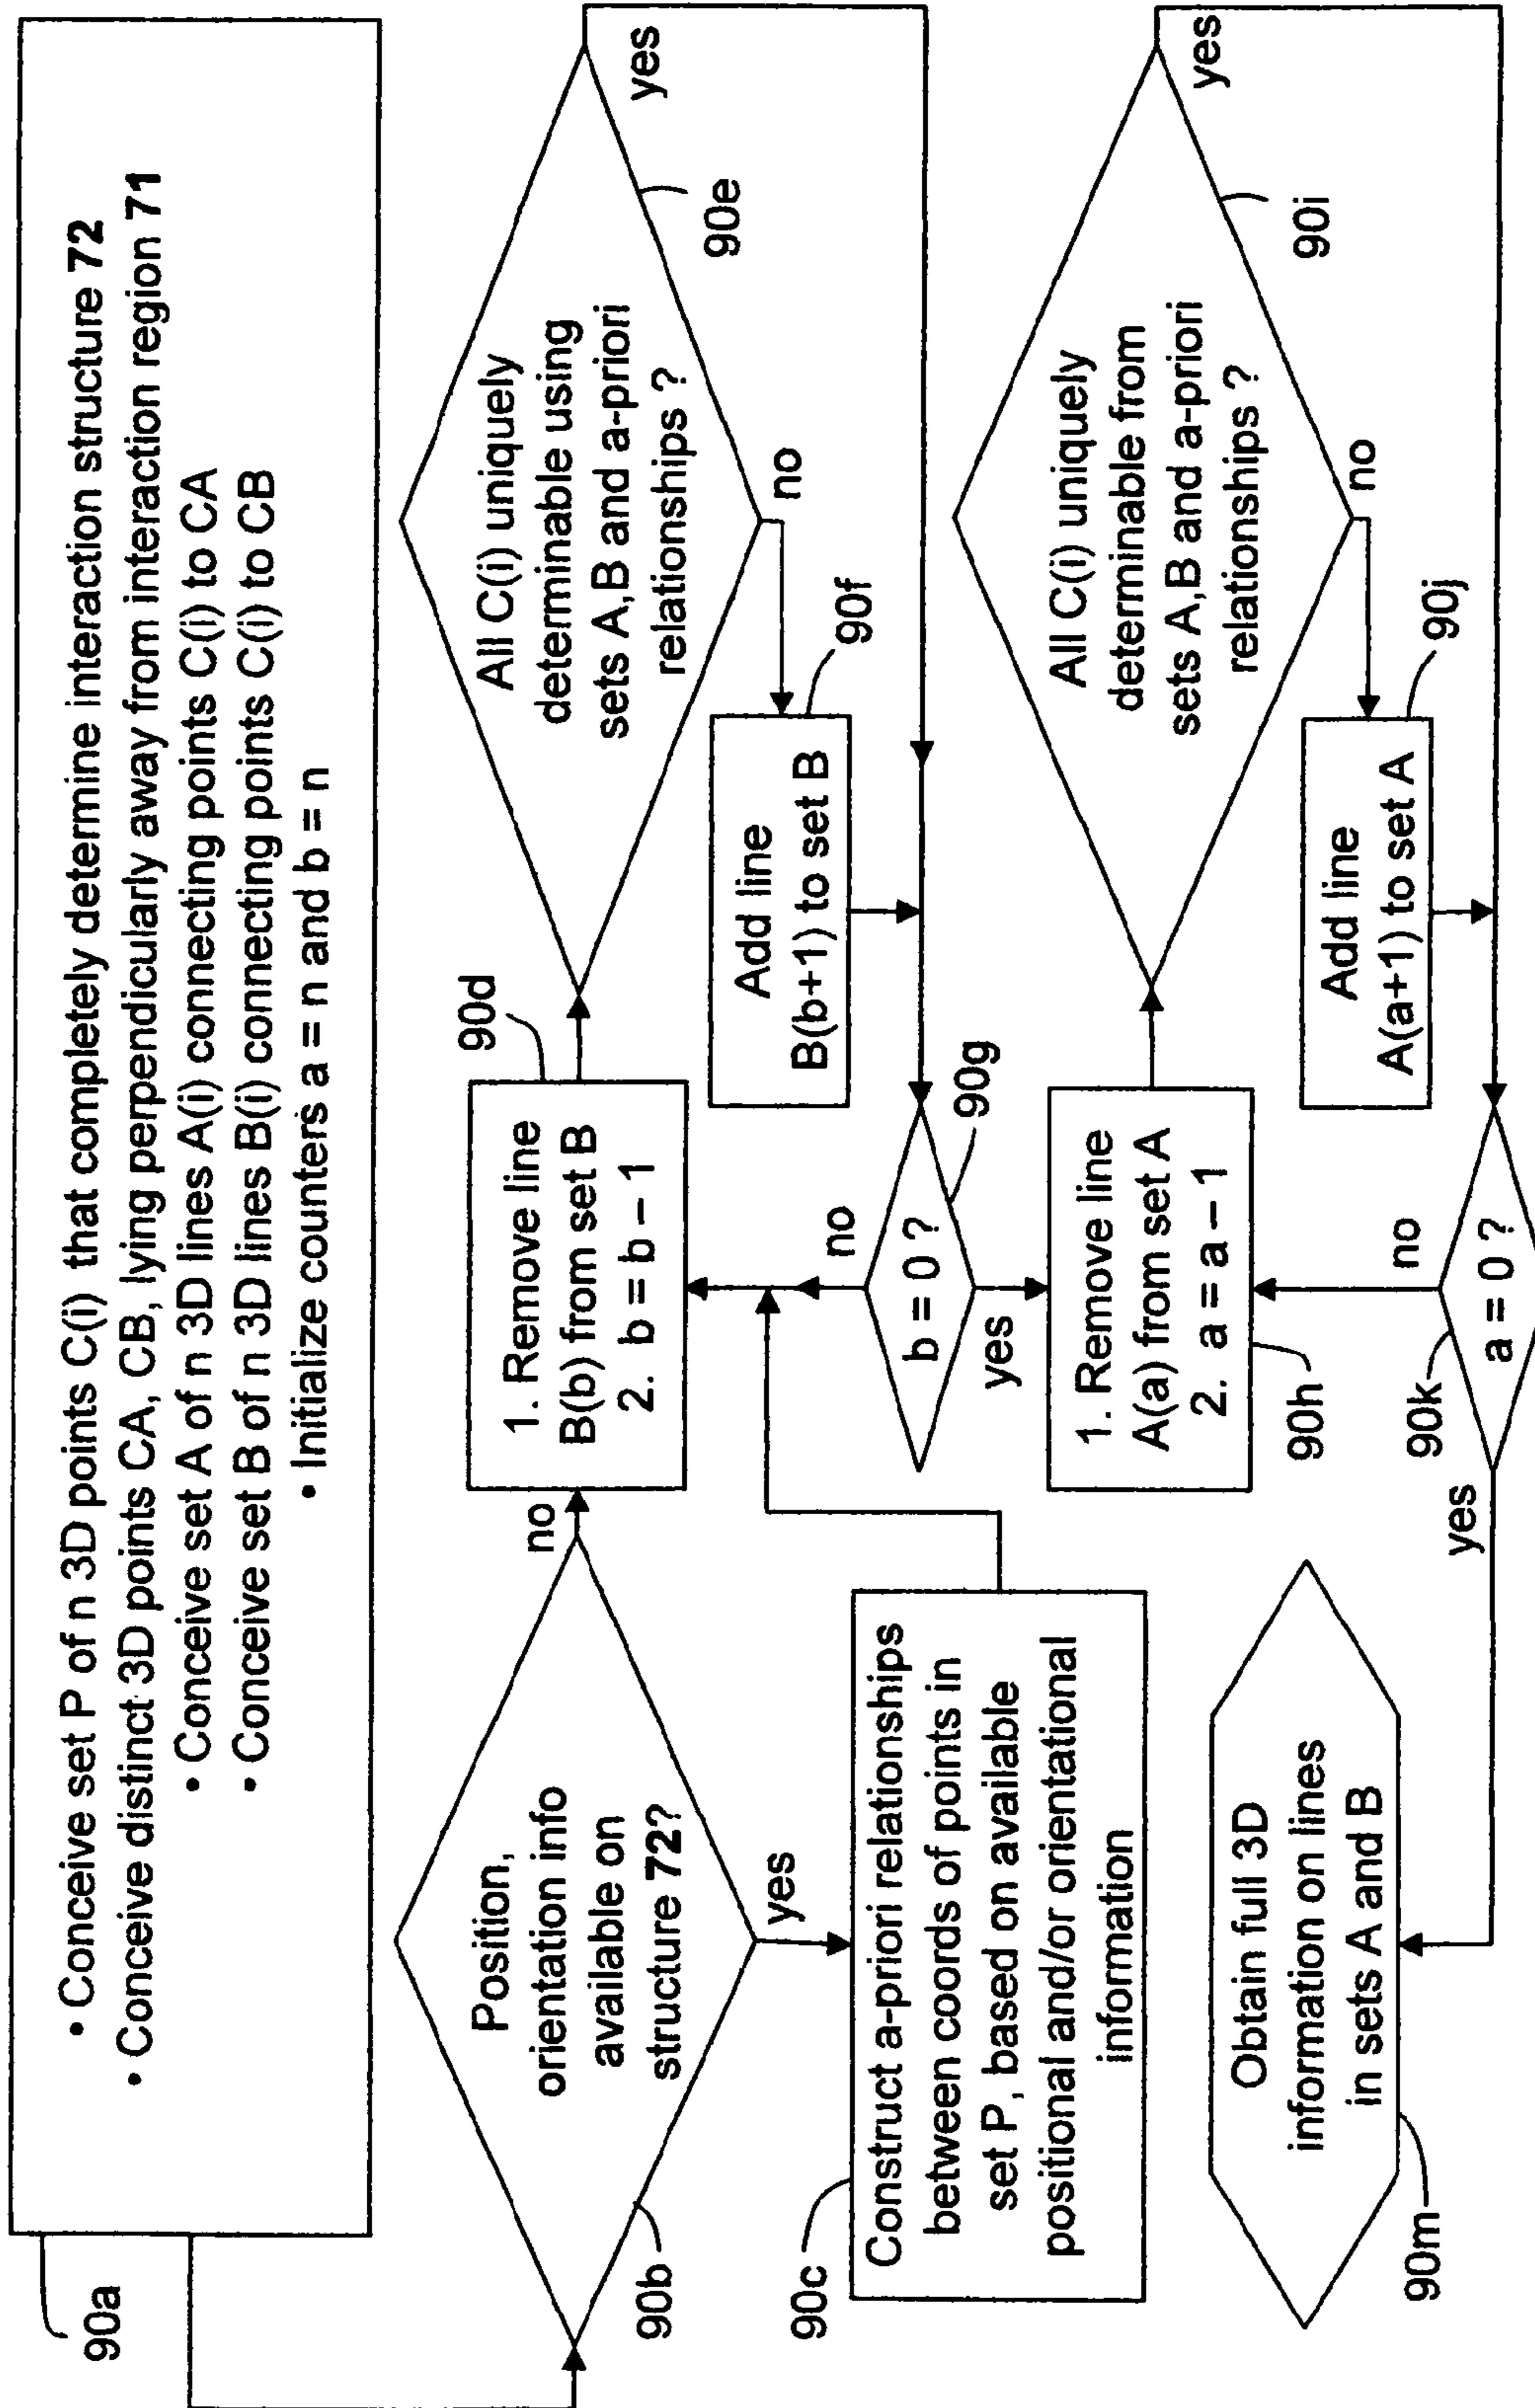 • Conceive set P of n 3D points C(i) that completely determine interaction structure 72
• Conceive distinct 3D points CA, CB, lying perpendicularly away from interaction region 71
• Conceive set A of n 3D lines A(i) connecting points C(i) to CA
• Conceive set B of n 3D lines B(i) connecting points C(i) to CB
• Initialize counters a = n and b = n
90a
Position,
orientation info
available on
structure 72?
90b
no
yes
Construct a-priori relationships
between coords of points in
set P, based on available
positional and/or orientational
information
90c
1. Remove line
B(b) from set B
2. b = b – 1
90d
All C(i) uniquely
determinable using
sets A,B and a-priori
relationships ?
90e
yes
no
Add line
B(b+1) to set B
90f
b = 0 ?
90g
no
yes
1. Remove line
A(a) from set A
2. a = a – 1
90h
All C(i) uniquely
determinable from
sets A,B and a-priori
relationships ?
90i
yes
no
Add line
A(a+1) to set A
90j
a = 0 ?
90k
no
yes
Obtain full 3D
information on lines
in sets A and B
90m